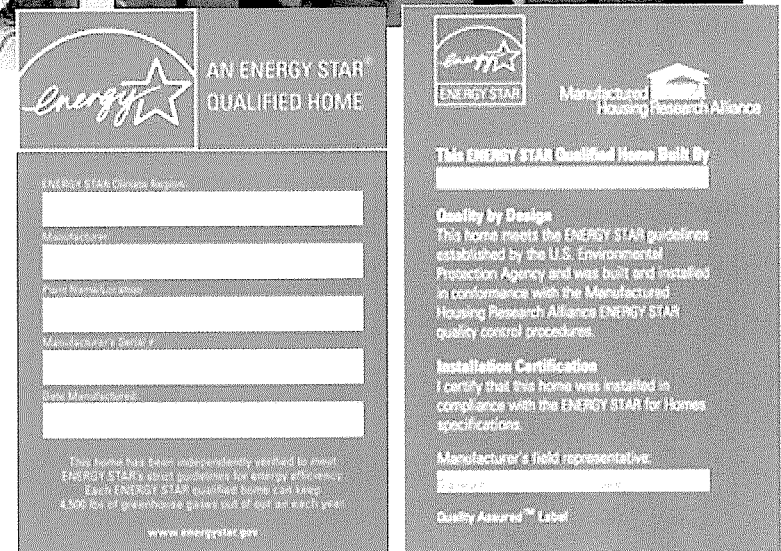 energy
AN ENERGY STAR®
QUALIFIED HOME
ENERGY STAR Climate Region
Manufacturer
Plant Name/Location
Manufacturer's Serial #
Date Manufactured
This home has been independently verified to meet
ENERGY STAR's strict guidelines for energy efficiency.
Each ENERGY STAR qualified home can keep
4,500 lbs of greenhouse gases out of our air each year.
www.energystar.gov
energy
ENERGY STAR
Manufactured
Housing Research Alliance
This ENERGY STAR Qualified Home Built By
Quality by Design
This home meets the ENERGY STAR guidelines
established by the U.S. Environmental
Protection Agency and was built and installed
in conformance with the Manufactured
Housing Research Alliance ENERGY STAR
quality control procedures.
Installation Certification
I certify that this home was installed in
compliance with the ENERGY STAR for Homes
specifications.
Manufacturer's field representative:
Quality Assured™ Label